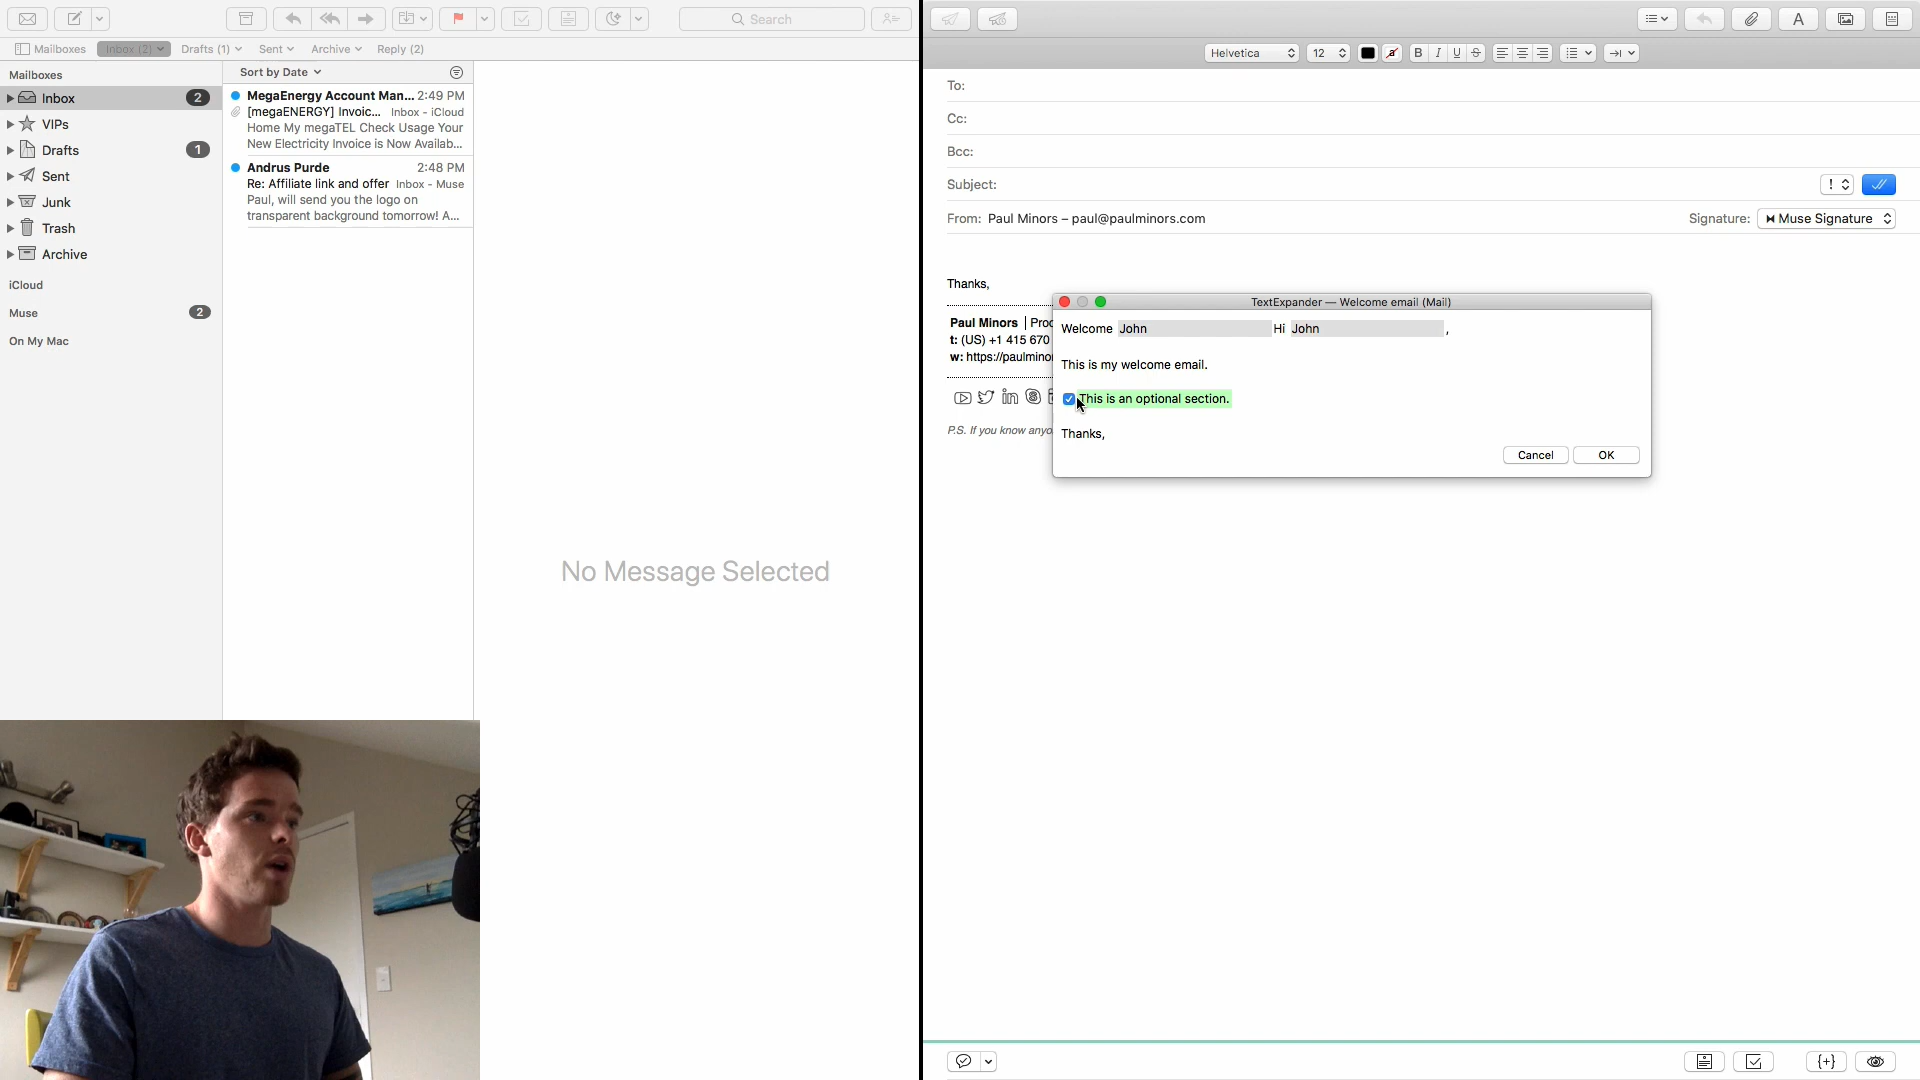 Search
Mailboxes
Inbox (2)
Drafts (1)
Sent
Archive
Reply (2)
Mailboxes
Inbox
2
VIPs
Drafts
1
Sent
Junk
Trash
Archive
iCloud
Muse
2
On My Mac
Sort by Date
MegaEnergy Account Man... 2:49 PM
[megaENERGY] Invoic... Inbox - iCloud
Home My megaTEL Check Usage Your
New Electricity Invoice is Now Availab...
Andrus Purde 2:48 PM
Re: Affiliate link and offer Inbox - Muse
Paul, will send you the logo on
transparent background tomorrow! A...
No Message Selected
Helvetica
12
B I U S
To:
Cc:
Bcc:
Subject:
!
From: Paul Minors – paul@paulminors.com
Signature: Muse Signature
Thanks,
Paul Minors | Proc
t: (US) +1 415 670
w: https://paulmino
P.S. If you know anyo
TextExpander — Welcome email (Mail)
Welcome John Hi John ,
This is my welcome email.
This is an optional section.
Thanks,
Cancel
OK
{+}